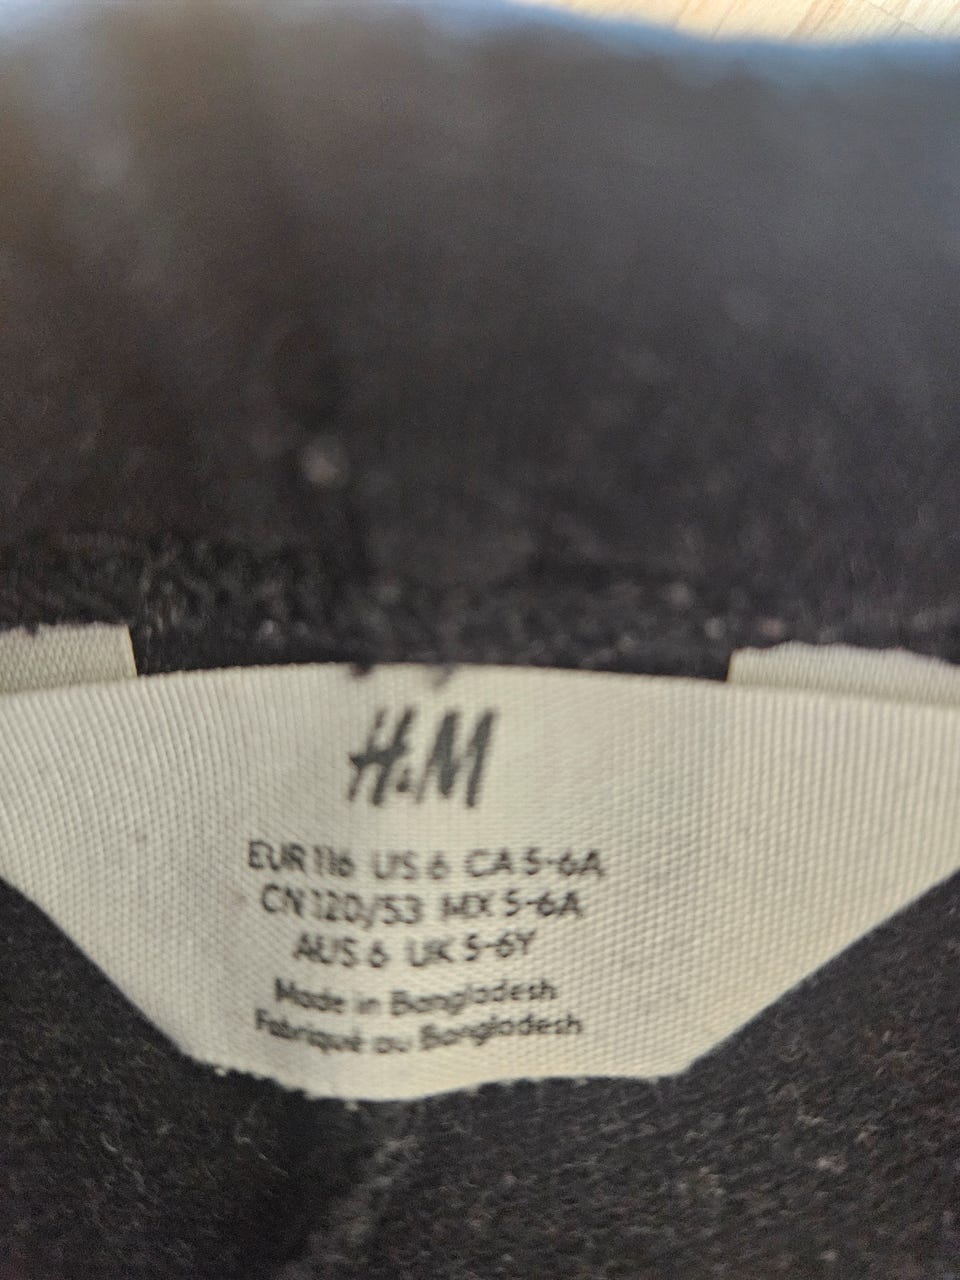 H&M
EUR 116 US 6 CA 5-6A
CN 120/53 MX 5-6A
AUS 6 UK 5-6Y
Made in Bangladesh
Fabriqué au Bangladesh